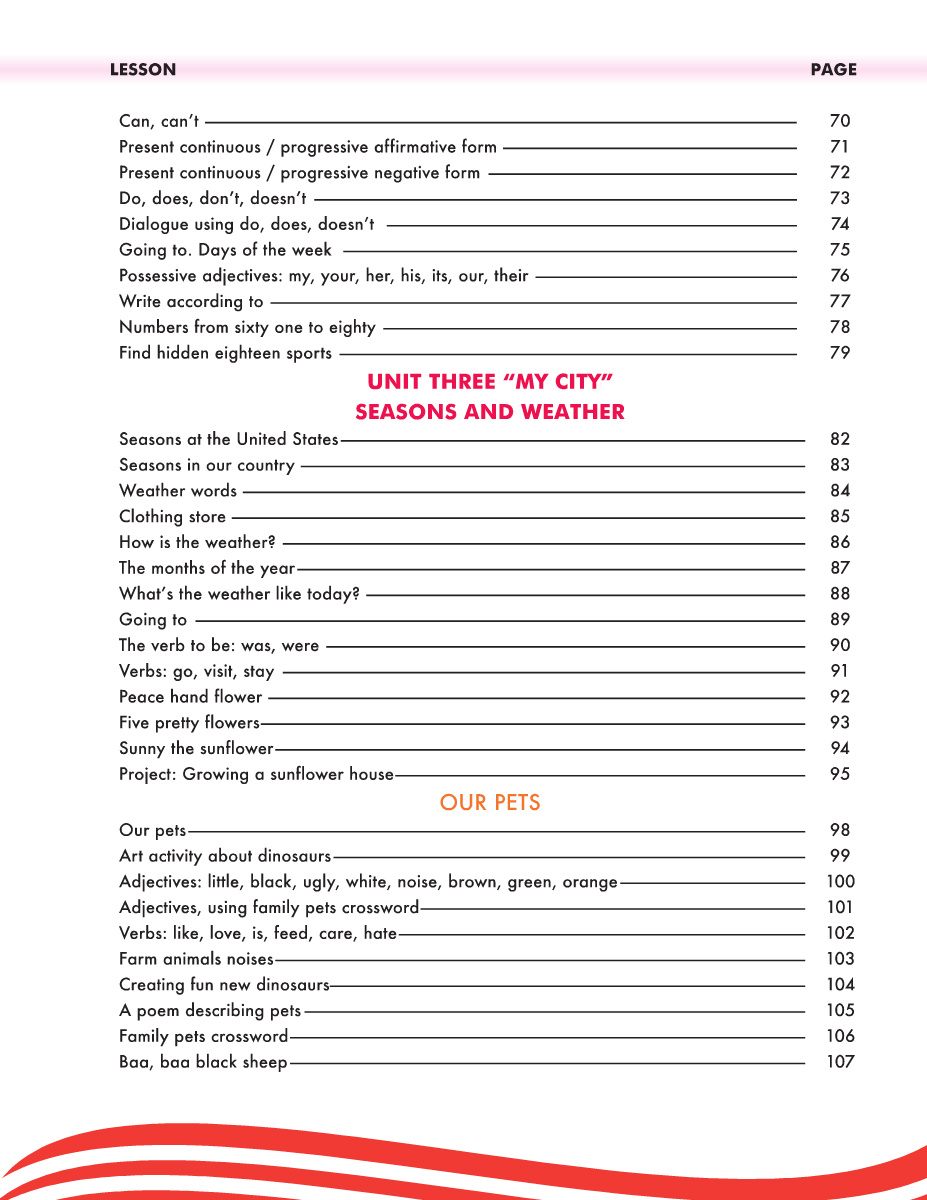 LESSON PAGE
Can, can't 70
Present continuous / progressive affirmative form 71
Present continuous / progressive negative form 72
Do, does, don't, doesn't 73
Dialogue using do, does, doesn't 74
Going to. Days of the week 75
Possessive adjectives: my, your, her, his, its, our, their 76
Write according to 77
Numbers from sixty one to eighty 78
Find hidden eighteen sports 79
UNIT THREE “MY CITY”
SEASONS AND WEATHER
Seasons at the United States 82
Seasons in our country 83
Weather words 84
Clothing store 85
How is the weather? 86
The months of the year 87
What's the weather like today? 88
Going to 89
The verb to be: was, were 90
Verbs: go, visit, stay 91
Peace hand flower 92
Five pretty flowers 93
Sunny the sunflower 94
Project: Growing a sunflower house 95
OUR PETS
Our pets 98
Art activity about dinosaurs 99
Adjectives: little, black, ugly, white, noise, brown, green, orange 100
Adjectives, using family pets crossword 101
Verbs: like, love, is, feed, care, hate 102
Farm animals noises 103
Creating fun new dinosaurs 104
A poem describing pets 105
Family pets crossword 106
Baa, baa black sheep 107